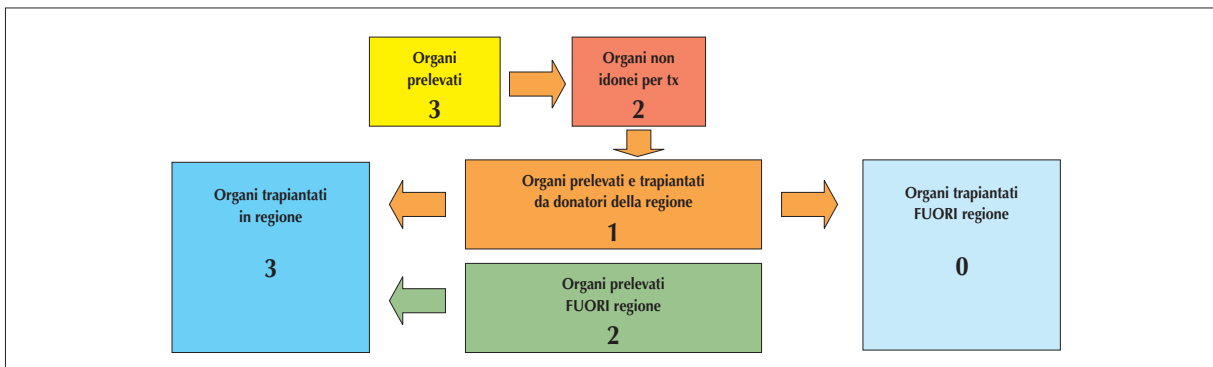 Organi
prelevati
3
Organi non
idonei per tx
2
Organi trapiantati
in regione
3
Organi prelevati e trapiantati
da donatori della regione
1
Organi trapiantati
FUORI regione
0
Organi prelevati
FUORI regione
2